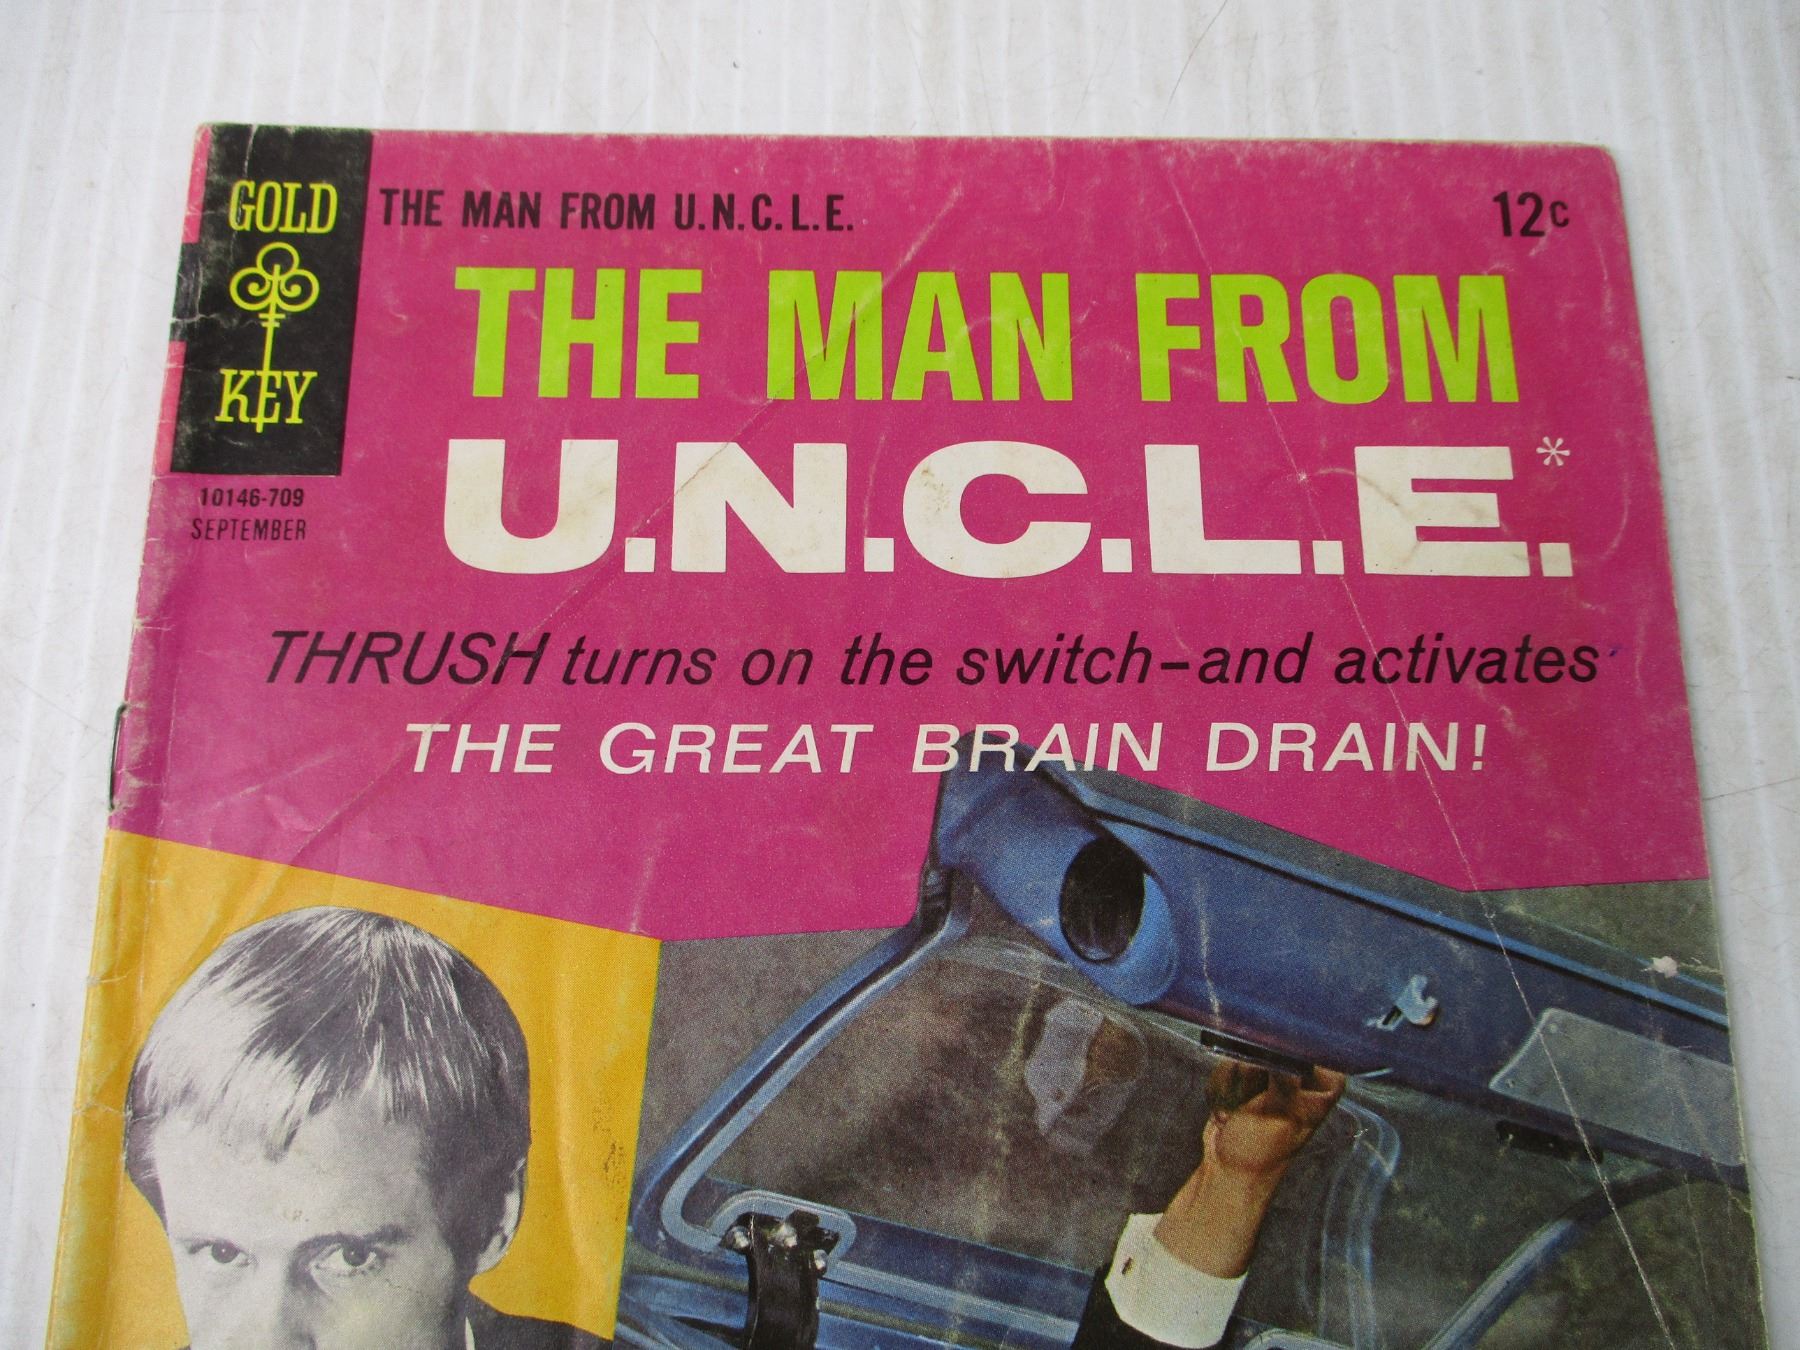 GOLD
KEY
THE MAN FROM U.N.C.L.E.
12c
THE MAN FROM
U.N.C.L.E.*
10146-709
SEPTEMBER
THRUSH turns on the switch-and activates
THE GREAT BRAIN DRAIN!